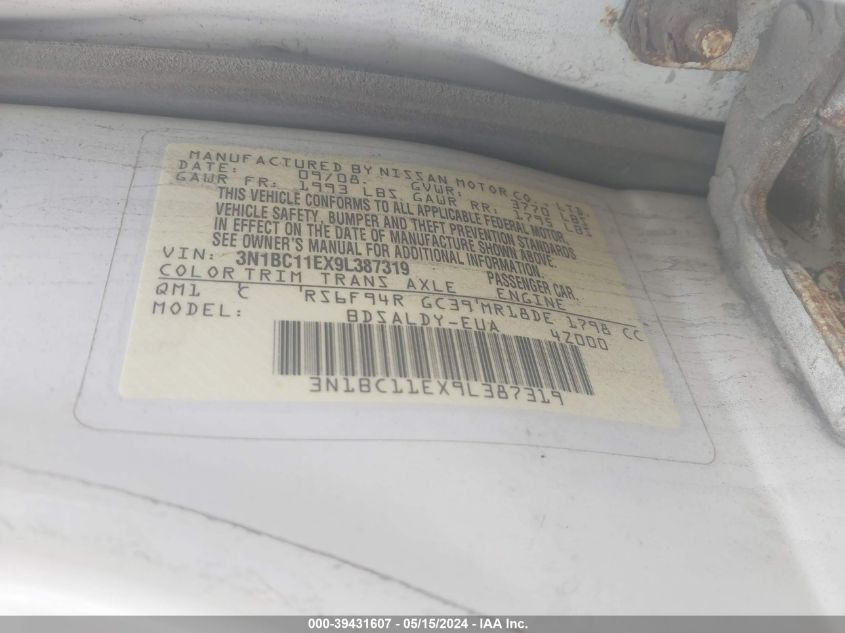 MANUFACTURED BY NISSAN MOTOR CO., LTD.
DATE: 09/08 GVWR: LBS
GAWR FR: 1993 LBS GAWR RR: LBS
THIS VEHICLE CONFORMS TO ALL APPLICABLE FEDERAL MOTOR
VEHICLE SAFETY, BUMPER AND THEFT PREVENTION STANDARDS
IN EFFECT ON THE DATE OF MANUFACTURE SHOWN ABOVE.
SEE OWNER'S MANUAL FOR ADDITIONAL INFORMATION.
VIN: 3N1BC11EX9L387319 PASSENGER CAR
COLOR TRIM TRANS AXLE ENGINE
QM1 C RS6F94R GC39 MR18DE 1798 CC
MODEL: BDSALDY-EUA 4Z000
3N1BC11EX9L387319
000-39431607 - 05/15/2024 - IAA Inc.